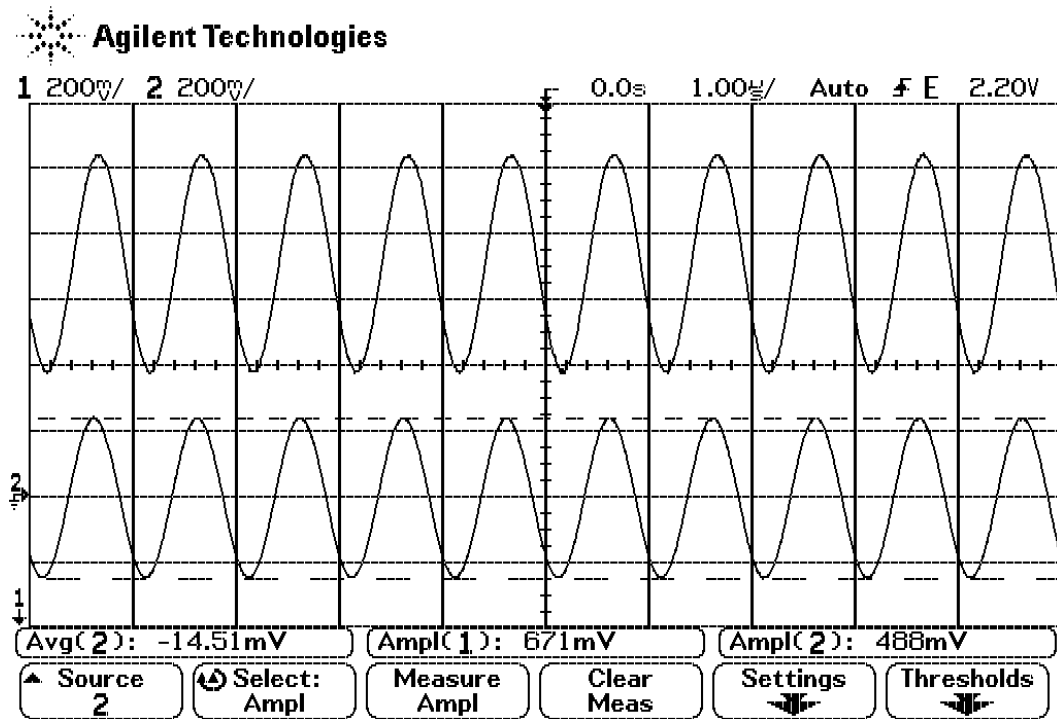 Agilent Technologies
1 200mV/ 2 200mV/ 0.0s 1.00us/ Auto E 2.20V
2
1
Avg(2): -14.51mV Ampl(1): 671mV Ampl(2): 488mV
Source Select: Measure Clear Settings Thresholds
2 Ampl Ampl Meas